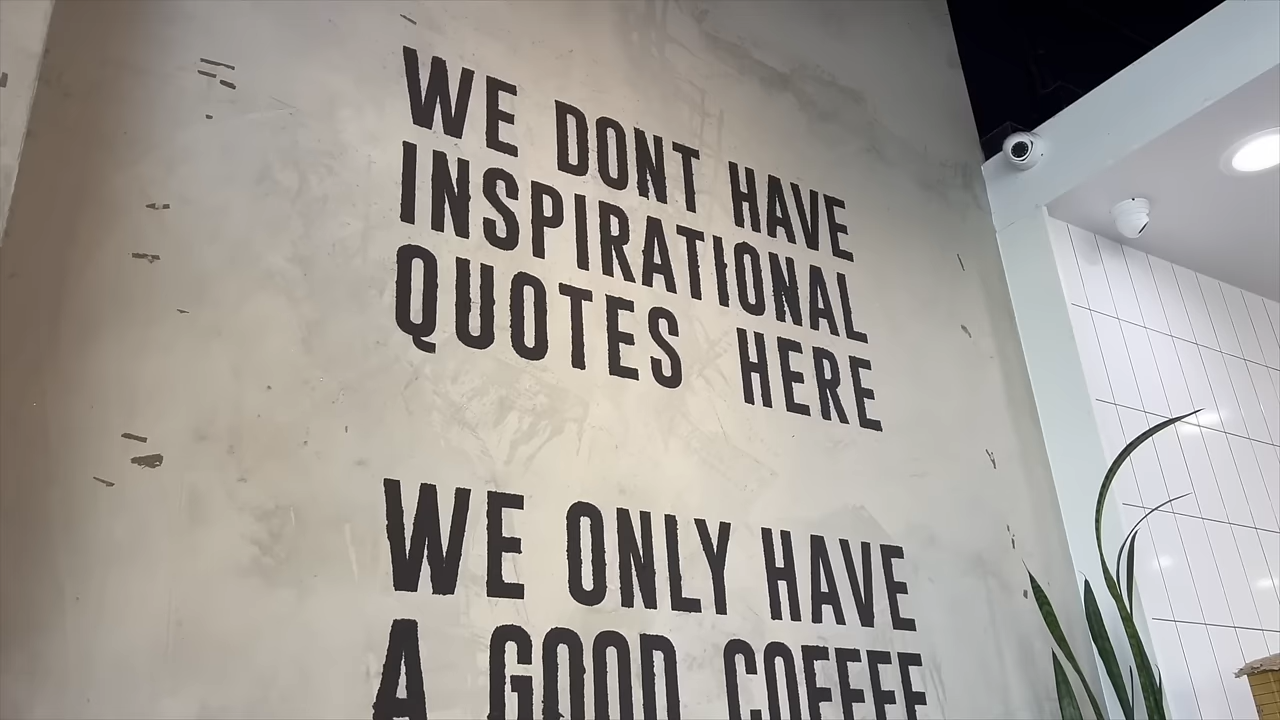 WE DONT HAVE
INSPIRATIONAL
QUOTES HERE
WE ONLY HAVE
A GOOD COFFEE